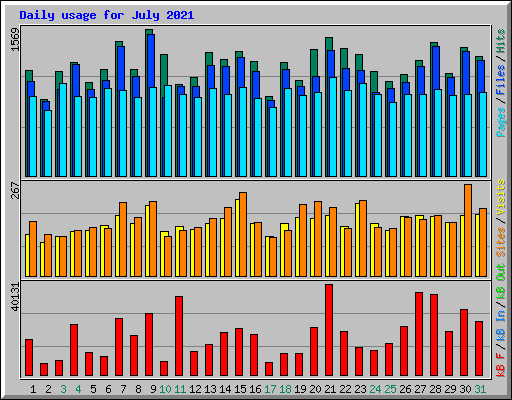 Daily usage for July 2021
1569
Pages / Files / Hits
267
Sites / Visits
40131
kB F / kB In / kB Out
1 2 3 4 5 6 7 8 9 10 11 12 13 14 15 16 17 18 19 20 21 22 23 24 25 26 27 28 29 30 31